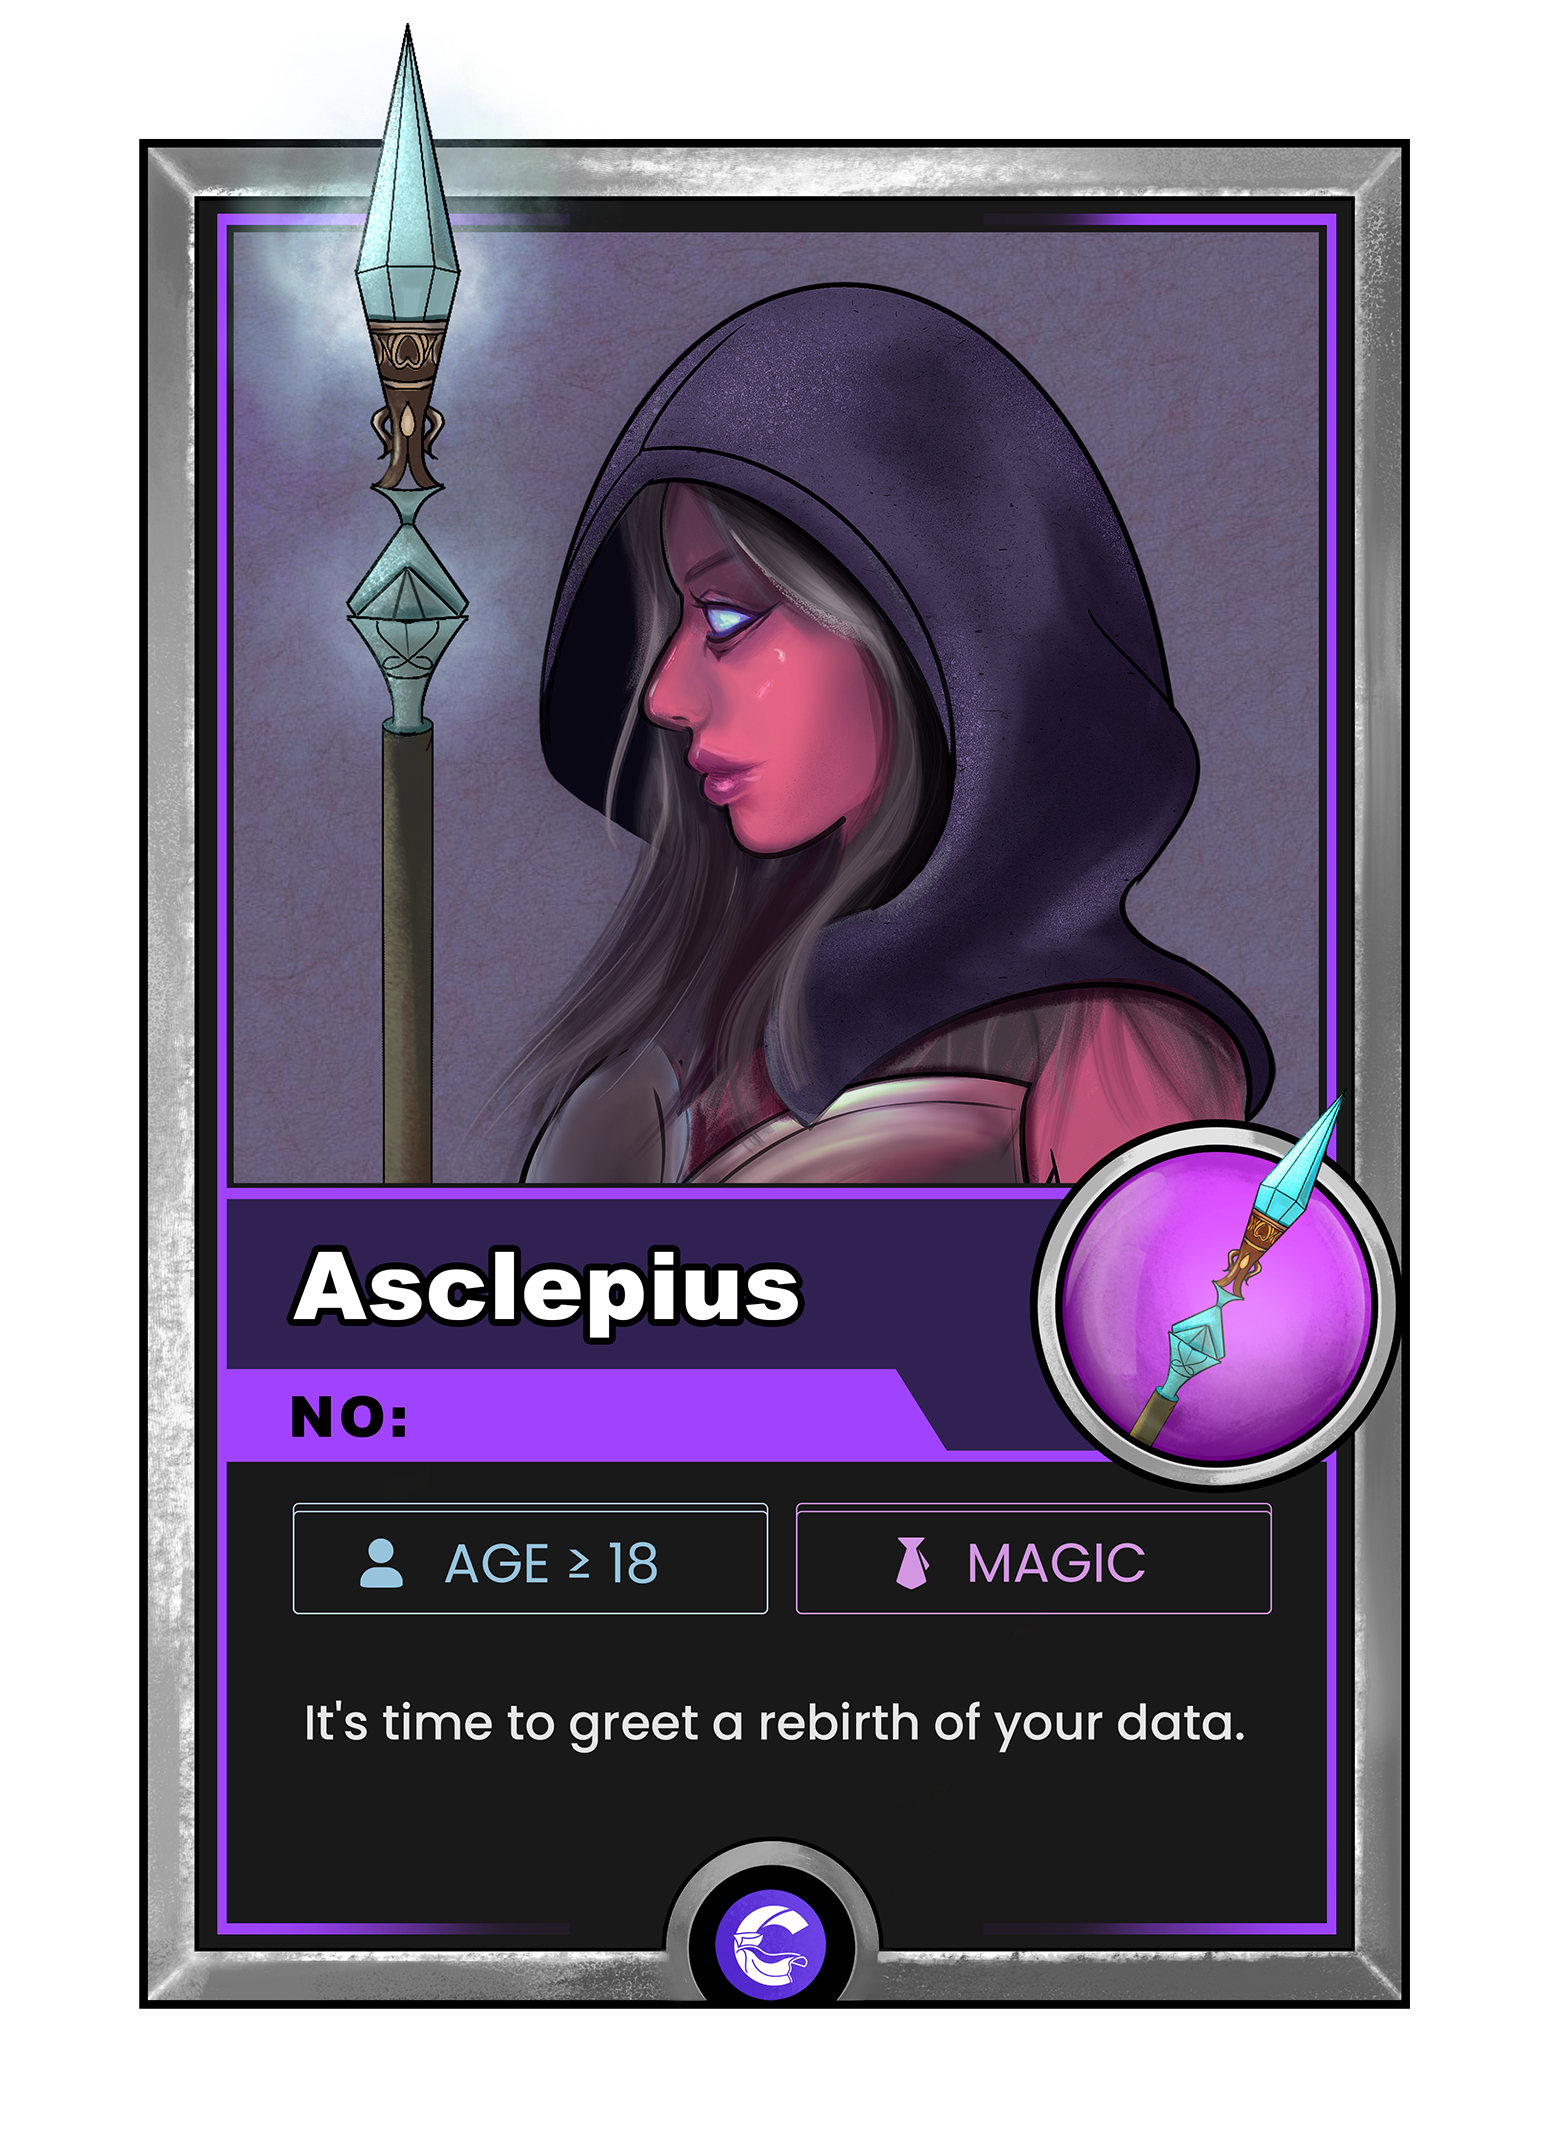 Asclepius
NO:
AGE ≥ 18
MAGIC
It's time to greet a rebirth of your data.